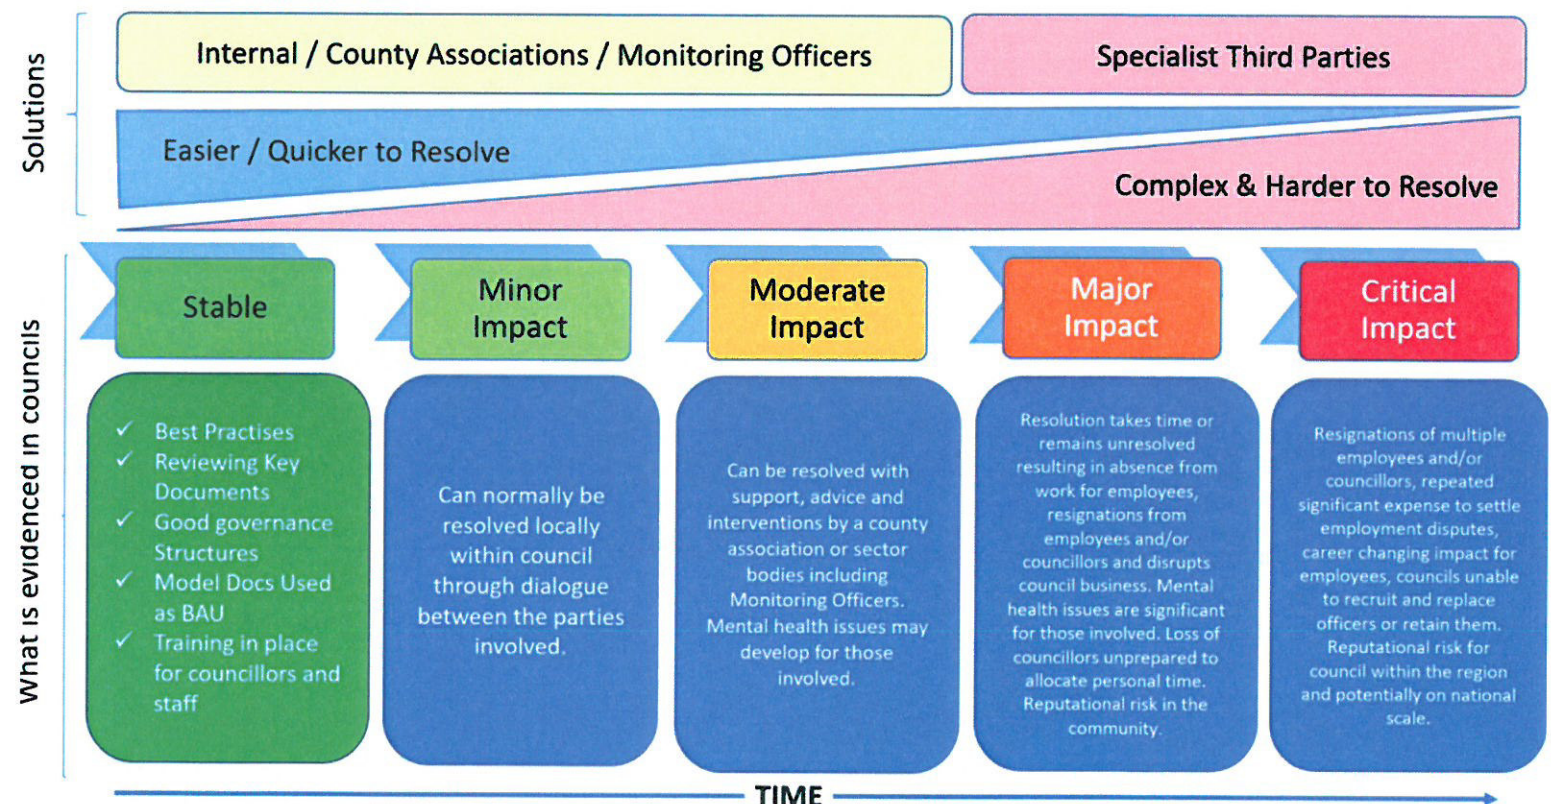 Solutions
Internal / County Associations / Monitoring Officers
Specialist Third Parties
Easier / Quicker to Resolve
Complex & Harder to Resolve
What is evidenced in councils
Stable
✓ Best Practises
✓ Reviewing Key
Documents
✓ Good governance
Structures
✓ Model Docs Used
as BAU
✓ Training in place
for councillors and
staff
Minor
Impact
Can normally be
resolved locally
within council
through dialogue
between the parties
involved.
Moderate
Impact
Can be resolved with
support, advice and
interventions by a county
association or sector
bodies including
Monitoring Officers.
Mental health issues may
develop for those
involved.
Major
Impact
Resolution takes time or
remains unresolved
resulting in absence from
work for employees,
resignations from
employees and/or
councillors and disrupts
council business. Mental
health issues are significant
for those involved. Loss of
councillors unprepared to
allocate personal time.
Reputational risk in the
community.
Critical
Impact
Resignations of multiple
employees and/or
councillors, repeated
significant expense to settle
employment disputes,
career changing impact for
employees, councils unable
to recruit and replace
officers or retain them.
Reputational risk for
council within the region
and potentially on national
scale.
TIME